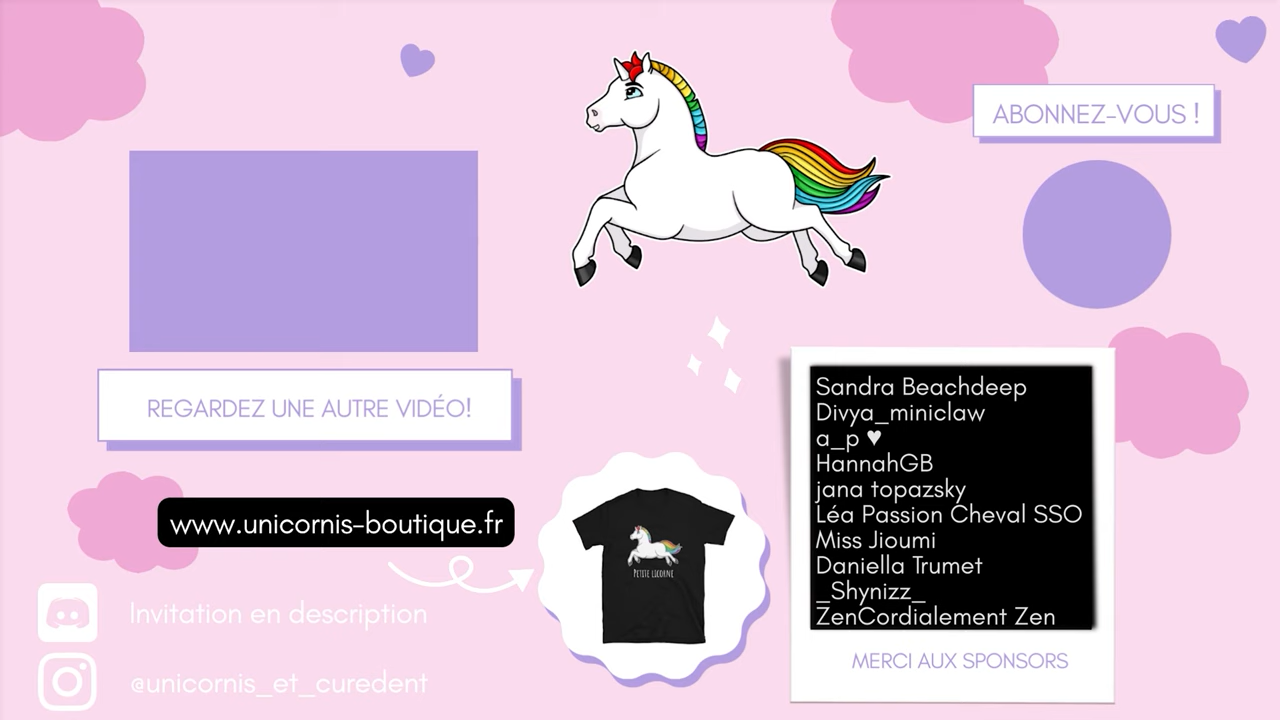 ABONNEZ-VOUS !
REGARDEZ UNE AUTRE VIDÉO!
www.unicornis-boutique.fr
PETITE LICORNE
Invitation en description
@unicornis_et_curedent
Sandra Beachdeep
Divya_miniclaw
a_p ♥
HannahGB
jana topazsky
Léa Passion Cheval SSO
Miss Jioumi
Daniella Trumet
_Shynizz_
ZenCordialement Zen
MERCI AUX SPONSORS